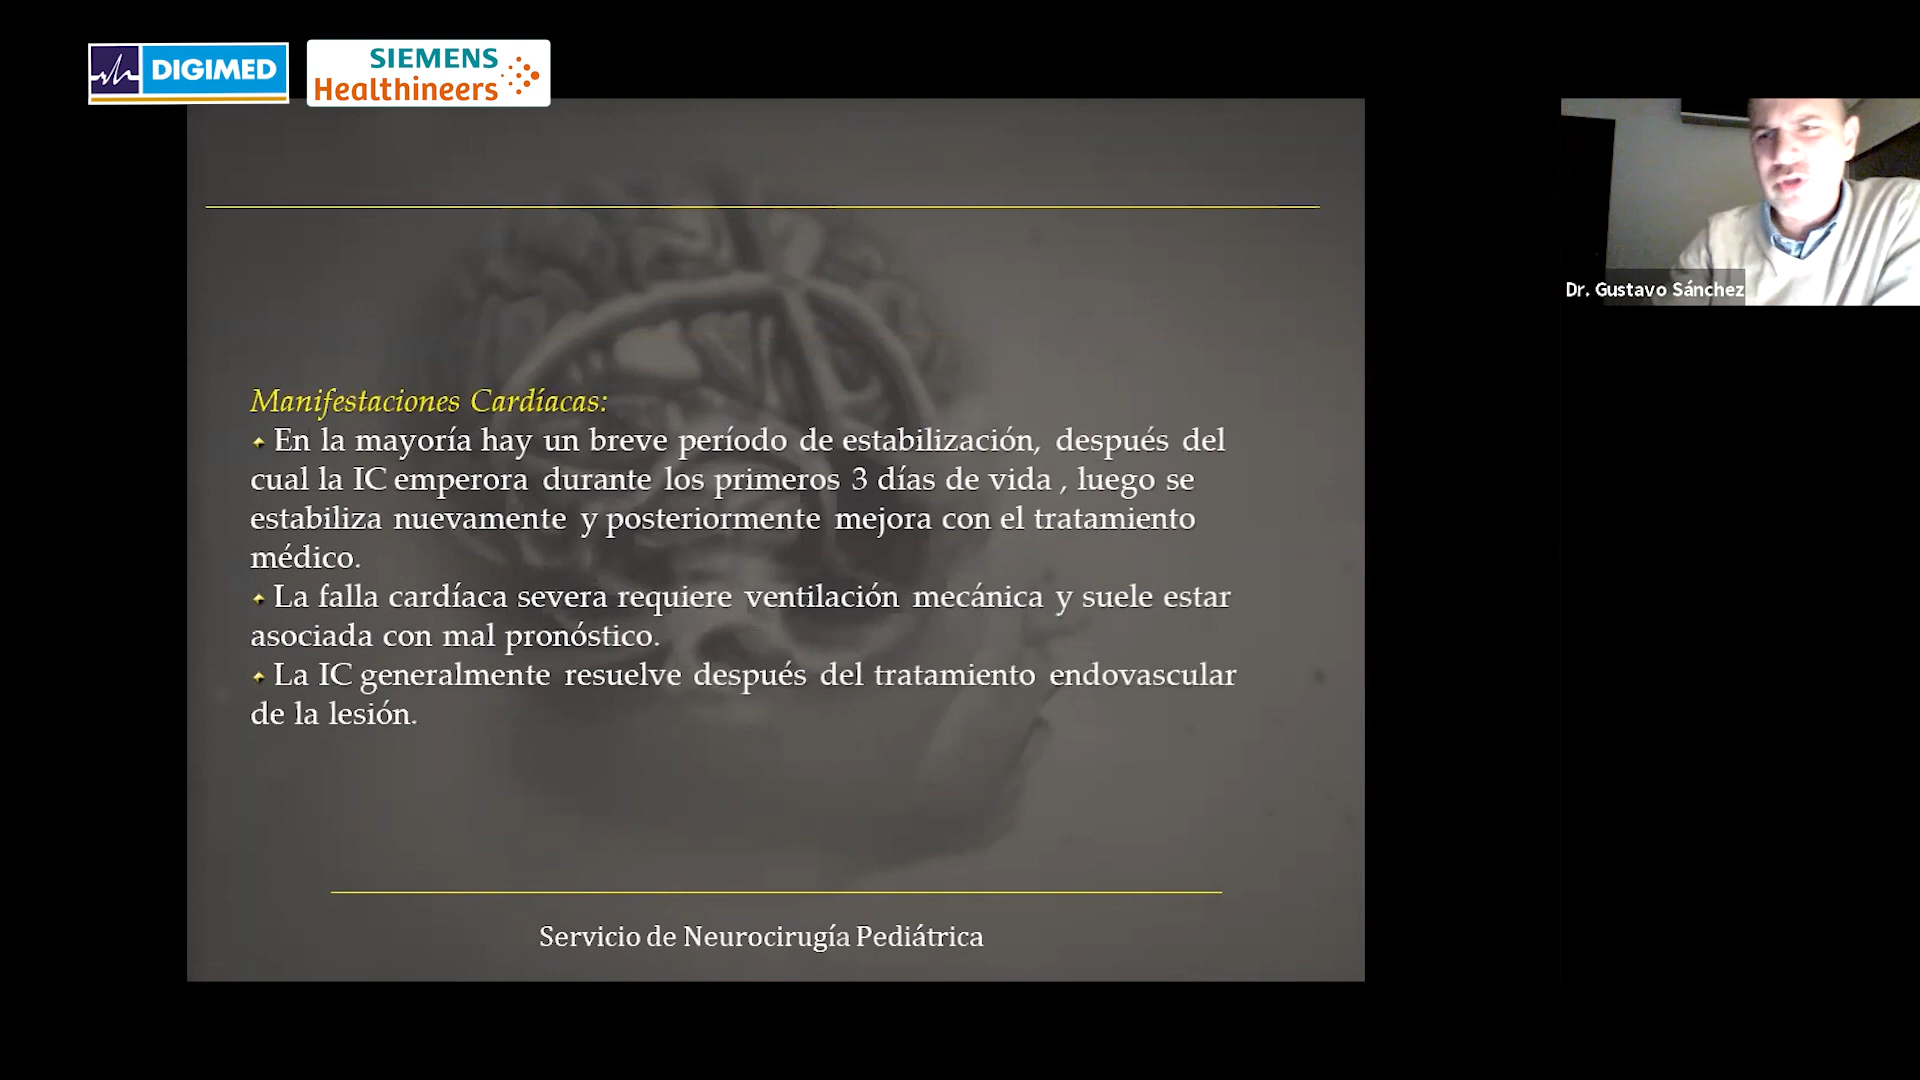 DIGIMED
SIEMENS
Healthineers
Dr. Gustavo Sánchez
Manifestaciones Cardíacas:
En la mayoría hay un breve período de estabilización, después del
cual la IC emperora durante los primeros 3 días de vida , luego se
estabiliza nuevamente y posteriormente mejora con el tratamiento
médico.
La falla cardíaca severa requiere ventilación mecánica y suele estar
asociada con mal pronóstico.
La IC generalmente resuelve después del tratamiento endovascular
de la lesión.
Servicio de Neurocirugía Pediátrica